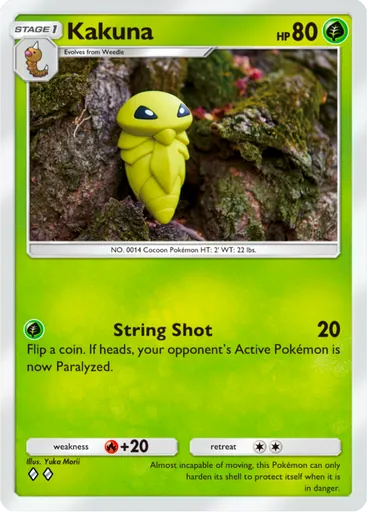 STAGE 1
Kakuna
HP 80
Evolves from Weedle
NO. 0014 Cocoon Pokémon HT: 2' WT: 22 lbs.
String Shot 20
Flip a coin. If heads, your opponent's Active Pokémon is
now Paralyzed.
weakness +20 retreat
Illus. Yuka Morii
Almost incapable of moving, this Pokémon can only
harden its shell to protect itself when it is
in danger.